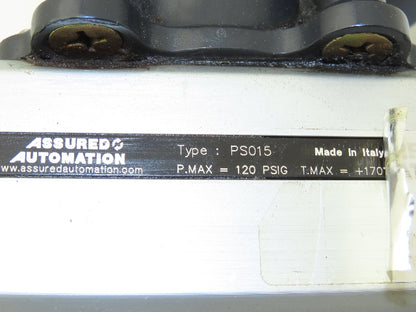 ASSURED
AUTOMATION
www.assuredautomation.com
Type : PS015
Made in Italy
P.MAX = 120 PSIG T.MAX = +170°